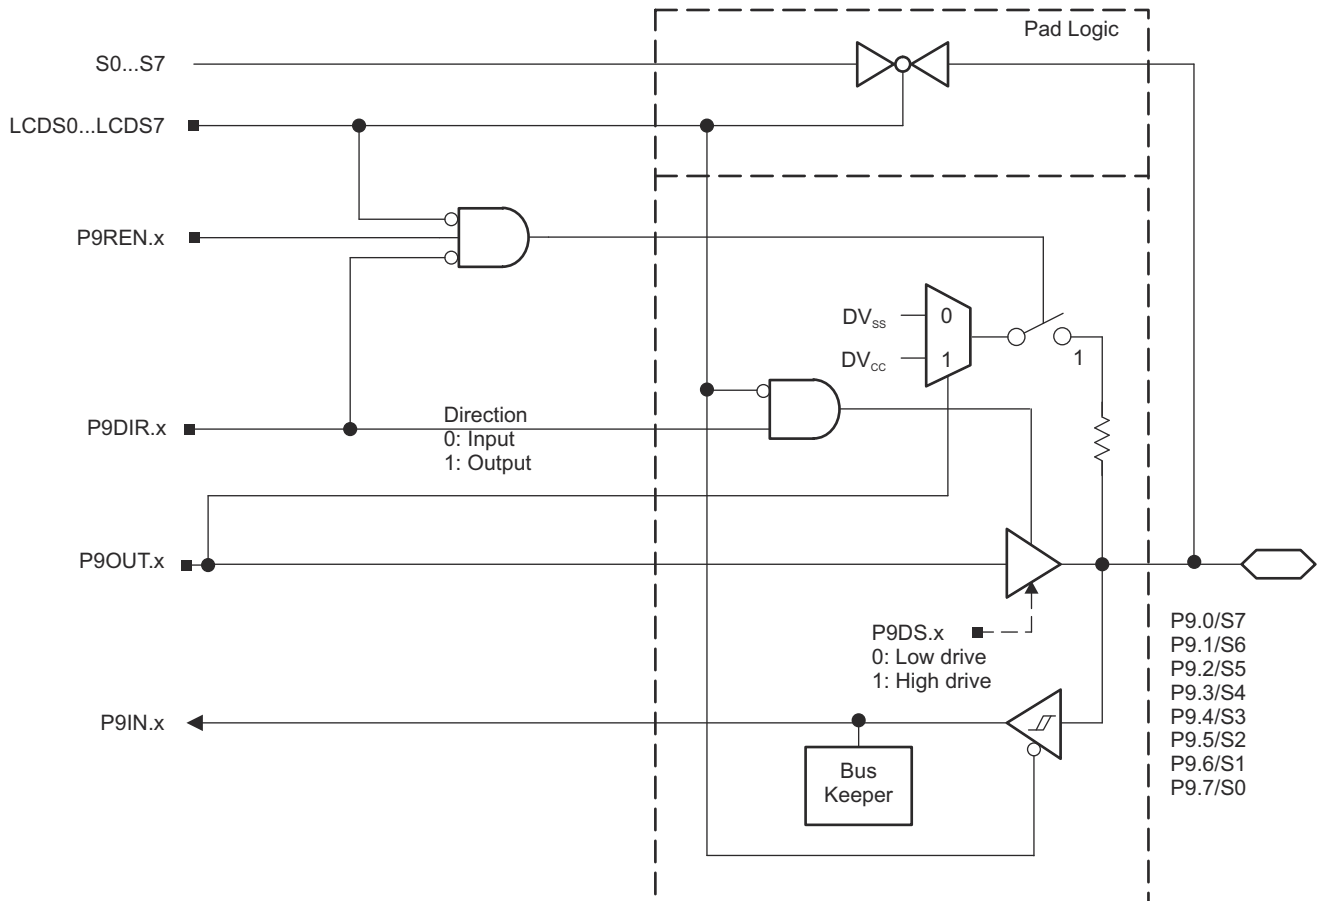 Pad Logic
S0...S7
LCDS0...LCDS7
P9REN.x
DVSS
0
DVCC
1
1
P9DIR.x
Direction
0: Input
1: Output
P9OUT.x
P9DS.x
0: Low drive
1: High drive
P9.0/S7
P9.1/S6
P9.2/S5
P9.3/S4
P9.4/S3
P9.5/S2
P9.6/S1
P9.7/S0
P9IN.x
Bus
Keeper